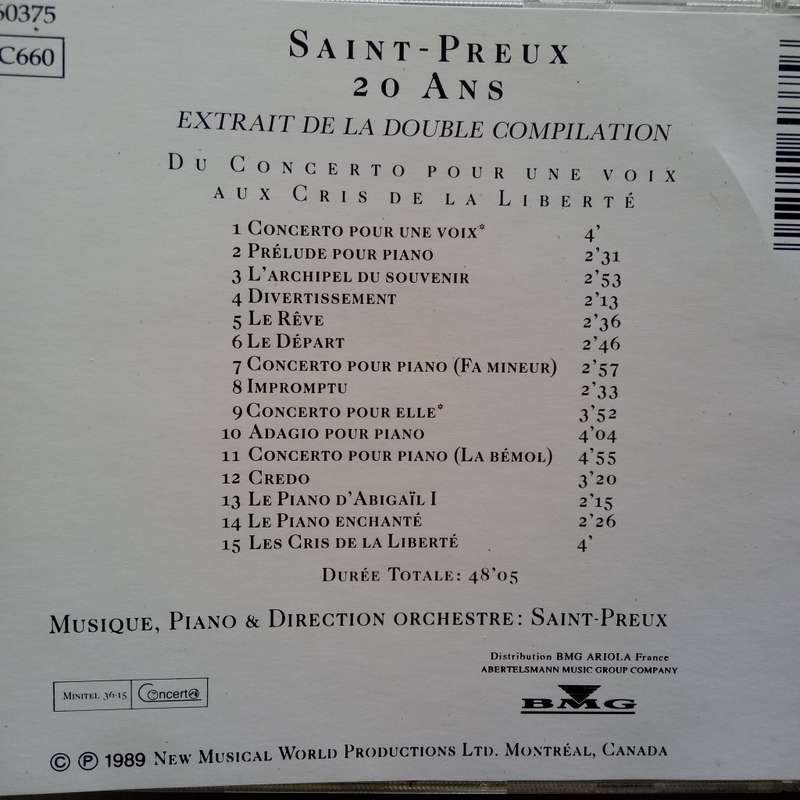 60375
C660
SAINT-PREUX
20 ANS
EXTRAIT DE LA DOUBLE COMPILATION
DU CONCERTO POUR UNE VOIX
AUX CRIS DE LA LIBERTÉ
1 CONCERTO POUR UNE VOIX* 4'
2 PRÉLUDE POUR PIANO 2'31
3 L'ARCHIPEL DU SOUVENIR 2'53
4 DIVERTISSEMENT 2'13
5 LE RÊVE 2'36
6 LE DÉPART 2'46
7 CONCERTO POUR PIANO (FA MINEUR) 2'57
8 IMPROMPTU 2'33
9 CONCERTO POUR ELLE* 3'52
10 ADAGIO POUR PIANO 4'04
11 CONCERTO POUR PIANO (LA BÉMOL) 4'55
12 CREDO 3'20
13 LE PIANO D'ABIGAÏL I 2'15
14 LE PIANO ENCHANTÉ 2'26
15 LES CRIS DE LA LIBERTÉ 4'
DURÉE TOTALE: 48'05
MUSIQUE, PIANO & DIRECTION ORCHESTRE: SAINT-PREUX
Distribution BMG ARIOLA France
ABERTELSMANN MUSIC GROUP COMPANY
MINITEL 36·15 Concert@
BMG
© ℗ 1989 NEW MUSICAL WORLD PRODUCTIONS LTD. MONTRÉAL, CANADA